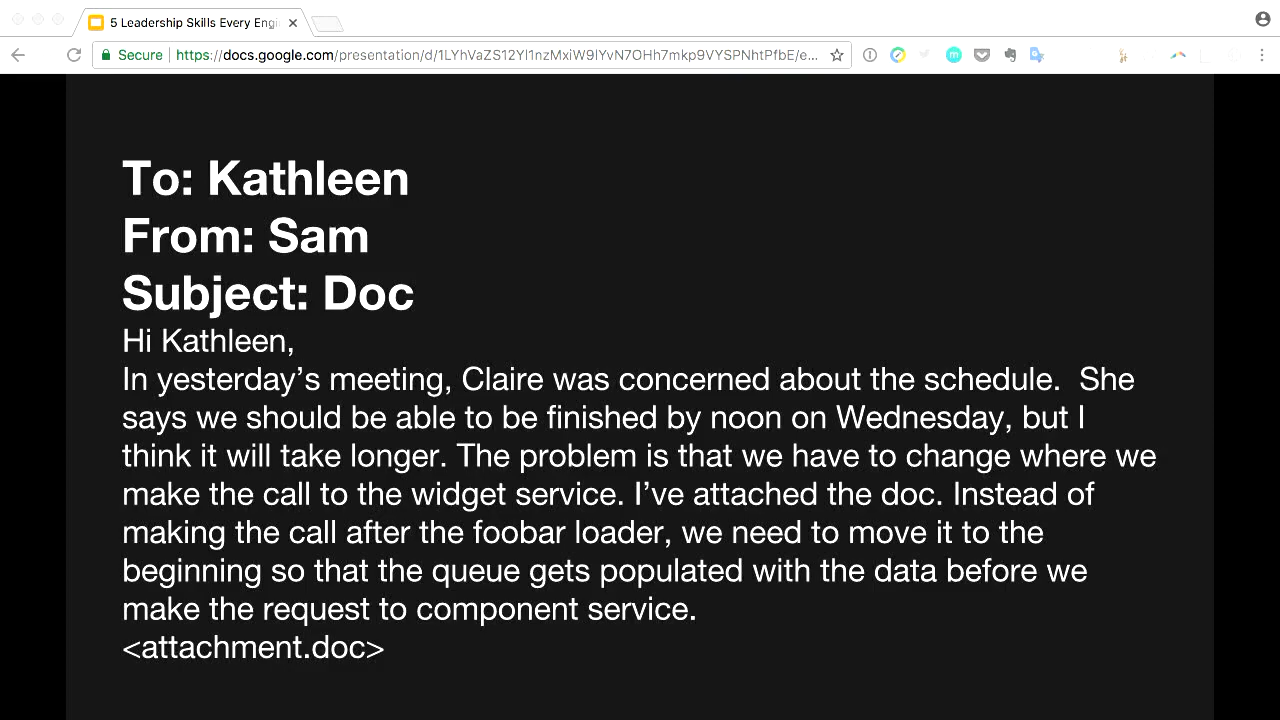 5 Leadership Skills Every Engi
Secure https://docs.google.com/presentation/d/1LYhVaZS12Yl1nzMxiW9lYvN7OHh7mkp9VYSPNhtPfbE/e...
To: Kathleen
From: Sam
Subject: Doc
Hi Kathleen,
In yesterday’s meeting, Claire was concerned about the schedule.  She
says we should be able to be finished by noon on Wednesday, but I
think it will take longer. The problem is that we have to change where we
make the call to the widget service. I’ve attached the doc. Instead of
making the call after the foobar loader, we need to move it to the
beginning so that the queue gets populated with the data before we
make the request to component service.
<attachment.doc>